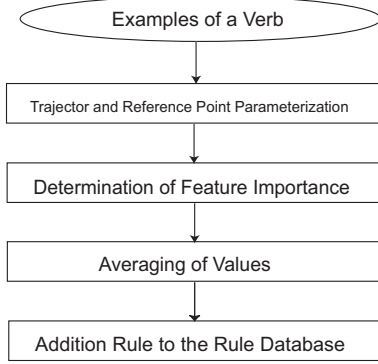 Examples of a Verb
Trajector and Reference Point Parameterization
Determination of Feature Importance
Averaging of Values
Addition Rule to the Rule Database